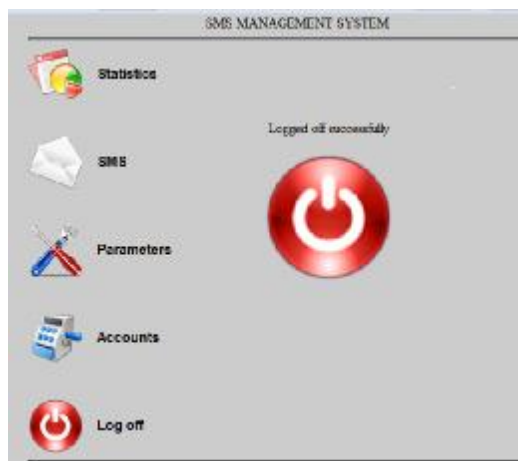 SMS MANAGEMENT SYSTEM
Statistics
Logged off successfully
SMS
Parameters
Accounts
Log off